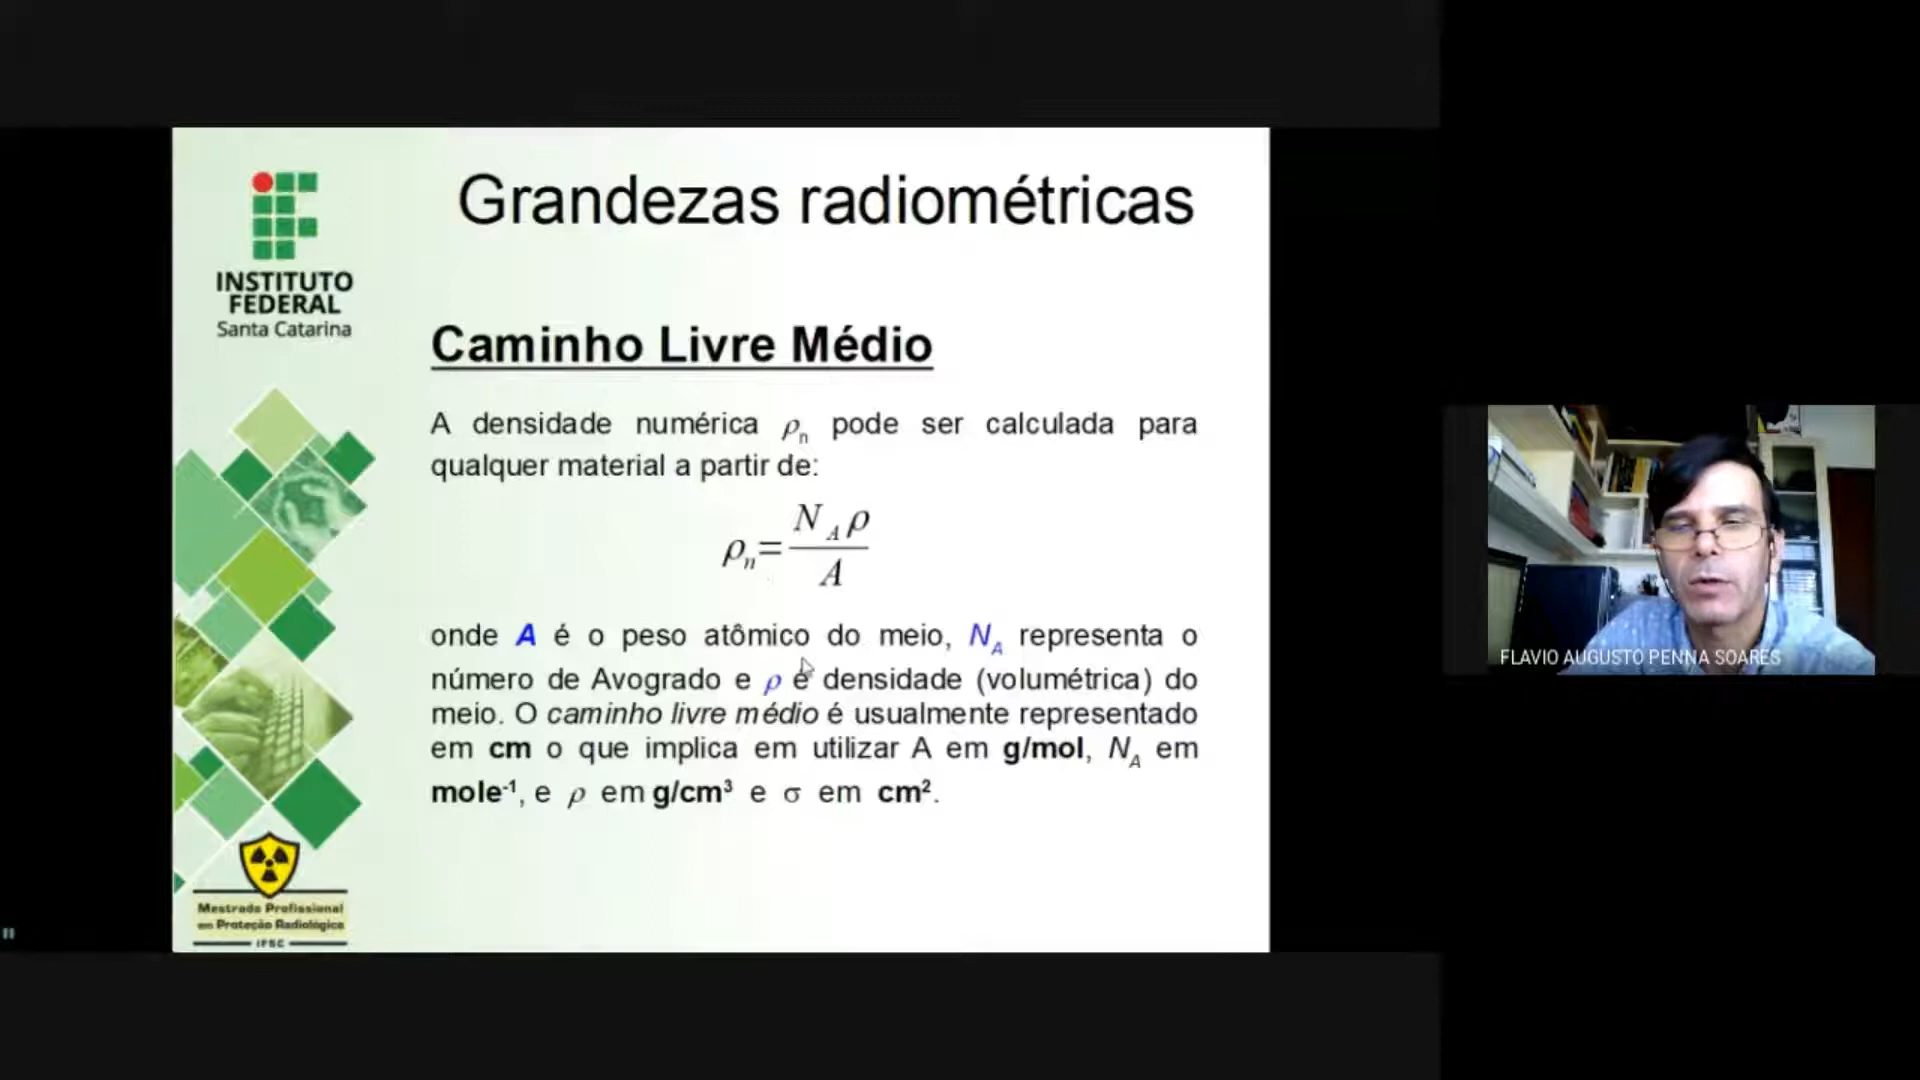 INSTITUTO
FEDERAL
Santa Catarina
Grandezas radiométricas
Caminho Livre Médio
A densidade numérica ρₙ pode ser calculada para
qualquer material a partir de:
ρₙ = N_A ρ / A
onde A é o peso atômico do meio, N_A representa o
número de Avogrado e ρ é densidade (volumétrica) do
meio. O caminho livre médio é usualmente representado
em cm o que implica em utilizar A em g/mol, N_A em
mole⁻¹, e ρ em g/cm³ e σ em cm².
Mestrado Profissional
em Proteção Radiológica
IFSC
FLAVIO AUGUSTO PENNA SOARES